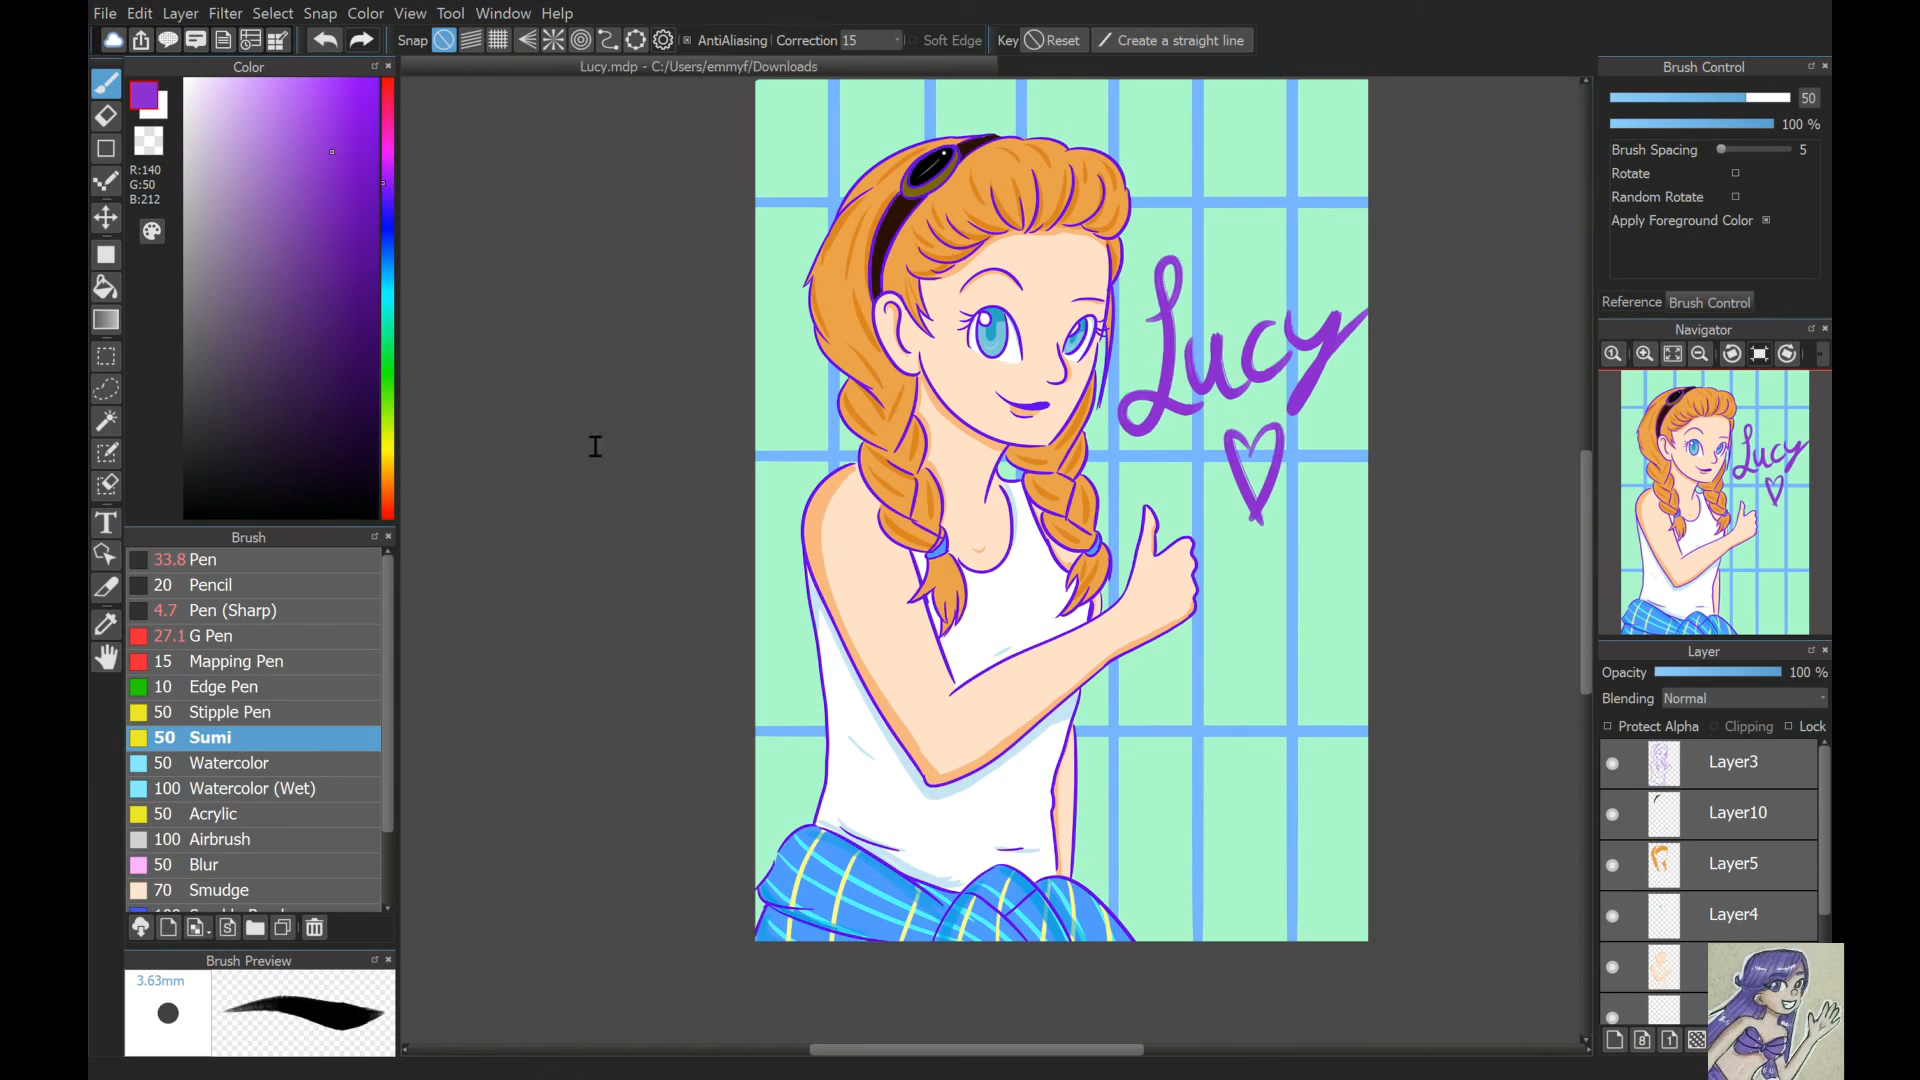 File Edit Layer Filter Select Snap Color View Tool Window Help
Snap AntiAliasing Correction 15 Soft Edge Key Reset Create a straight line
Color
Lucy.mdp - C:/Users/emmyf/Downloads
Brush Control
50
100 %
Brush Spacing 5
Rotate
Random Rotate
Apply Foreground Color
Reference Brush Control
R:140
G:50
B:212
Navigator
Lucy
Lucy
Brush
33.8 Pen
20 Pencil
4.7 Pen (Sharp)
27.1 G Pen
15 Mapping Pen
10 Edge Pen
50 Stipple Pen
50 Sumi
50 Watercolor
100 Watercolor (Wet)
50 Acrylic
100 Airbrush
50 Blur
70 Smudge
Brush Preview
3.63mm
Layer
Opacity 100 %
Blending Normal
Protect Alpha Clipping Lock
Layer3
Layer10
Layer5
Layer4